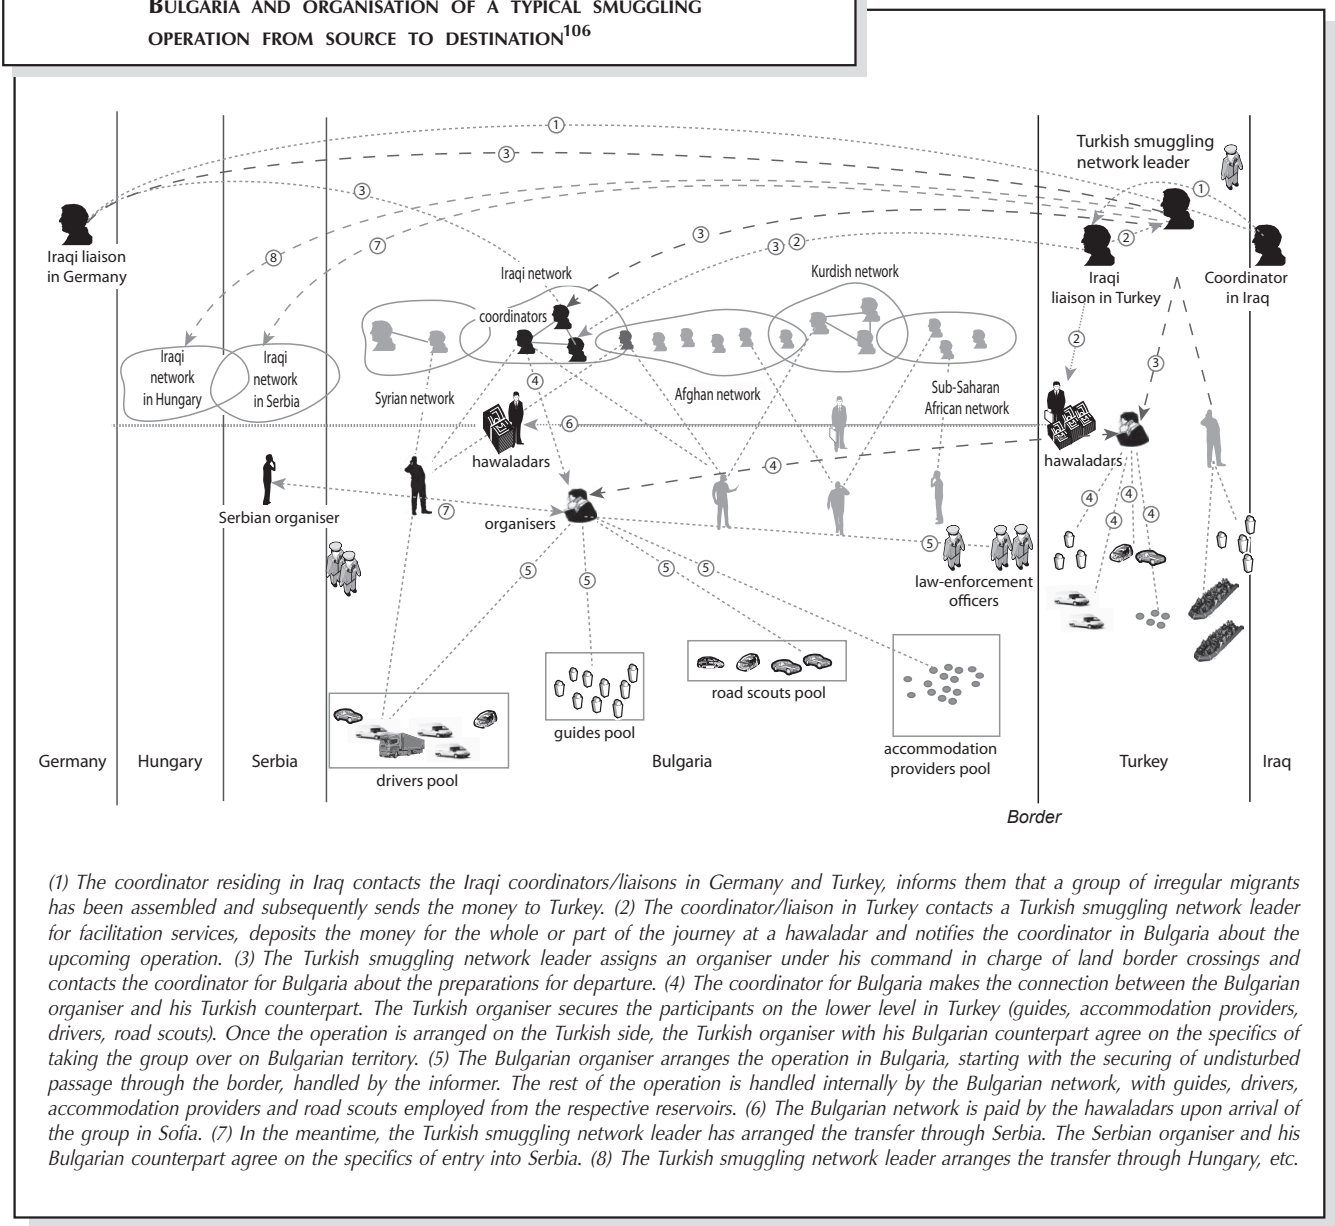 BULGARIA AND ORGANISATION OF A TYPICAL SMUGGLING
OPERATION FROM SOURCE TO DESTINATION106
1
3
3
Turkish smuggling
network leader
1
2
Iraqi liaison
in Germany
8
7
3
3
2
Iraqi
liaison in Turkey
Coordinator
in Iraq
Iraqi network
coordinators
Kurdish network
Iraqi
network
in Hungary
Iraqi
network
in Serbia
Syrian network
4
Afghan network
Sub-Saharan
African network
2
3
6
hawaladars
hawaladars
4
Serbian organiser
7
organisers
4
4
4
4
5
law-enforcement
officers
5
5
5
5
road scouts pool
guides pool
accommodation
providers pool
drivers pool
Germany
Hungary
Serbia
Bulgaria
Turkey
Iraq
Border
(1) The coordinator residing in Iraq contacts the Iraqi coordinators/liaisons in Germany and Turkey, informs them that a group of irregular migrants
has been assembled and subsequently sends the money to Turkey. (2) The coordinator/liaison in Turkey contacts a Turkish smuggling network leader
for facilitation services, deposits the money for the whole or part of the journey at a hawaladar and notifies the coordinator in Bulgaria about the
upcoming operation. (3) The Turkish smuggling network leader assigns an organiser under his command in charge of land border crossings and
contacts the coordinator for Bulgaria about the preparations for departure. (4) The coordinator for Bulgaria makes the connection between the Bulgarian
organiser and his Turkish counterpart. The Turkish organiser secures the participants on the lower level in Turkey (guides, accommodation providers,
drivers, road scouts). Once the operation is arranged on the Turkish side, the Turkish organiser with his Bulgarian counterpart agree on the specifics of
taking the group over on Bulgarian territory. (5) The Bulgarian organiser arranges the operation in Bulgaria, starting with the securing of undisturbed
passage through the border, handled by the informer. The rest of the operation is handled internally by the Bulgarian network, with guides, drivers,
accommodation providers and road scouts employed from the respective reservoirs. (6) The Bulgarian network is paid by the hawaladars upon arrival of
the group in Sofia. (7) In the meantime, the Turkish smuggling network leader has arranged the transfer through Serbia. The Serbian organiser and his
Bulgarian counterpart agree on the specifics of entry into Serbia. (8) The Turkish smuggling network leader arranges the transfer through Hungary, etc.